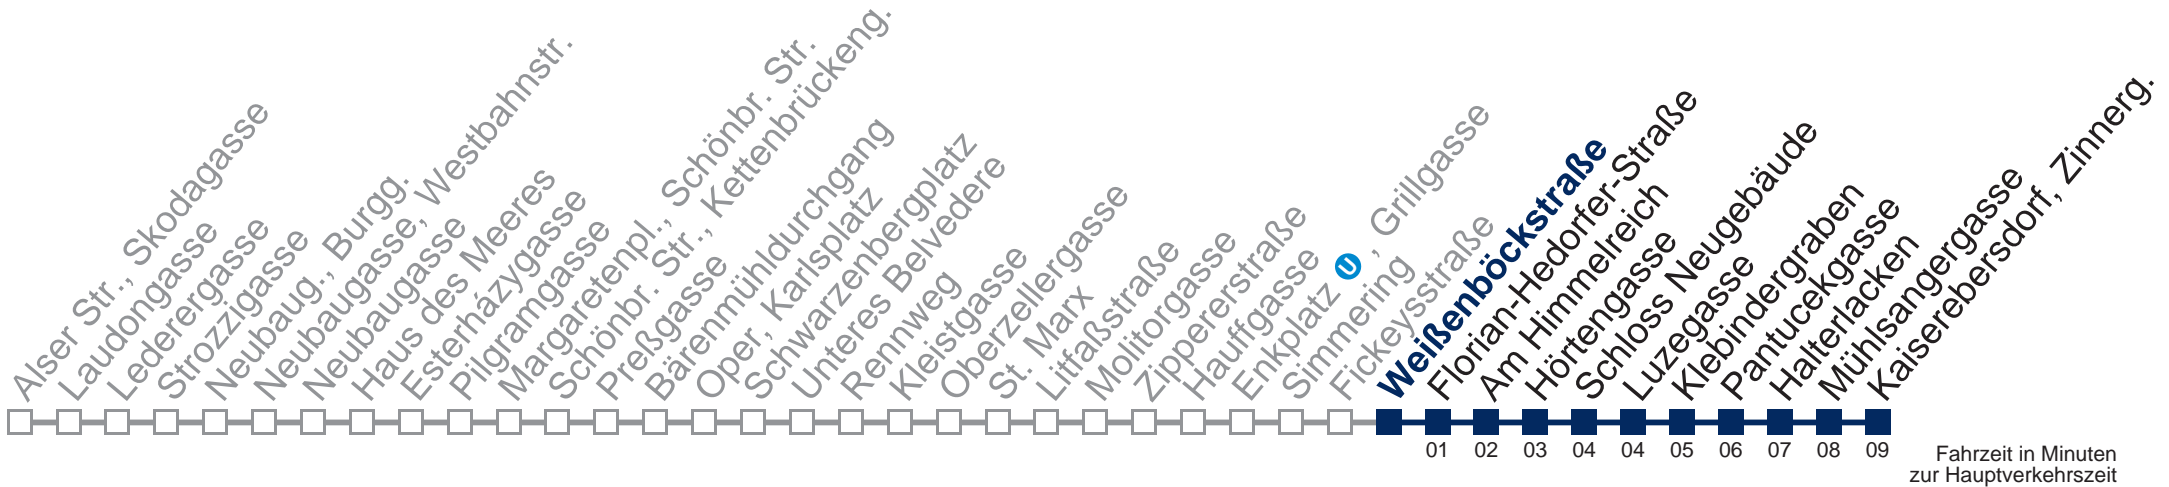 Alser Str., Skodagasse
Laudongasse
Lederergasse
Strozzigasse
Neubaug., Burgg.
Neubaugasse, Westbahnstr.
Neubaugasse
Haus des Meeres
Esterházygasse
Pilgramgasse
Margaretenpl., Schönbr. Str.
Schönbr. Str., Kettenbrückeng.
Preßgasse
Bärenmühldurchgang
Oper, Karlsplatz
Schwarzenbergplatz
Unteres Belvedere
Rennweg
Kleistgasse
Oberzellergasse
St. Marx
Litfaßstraße
Molitorgasse
Zippererstraße
Hauffgasse
Enkplatz U, Grillgasse
Simmering
Fickeysstraße
Weißenböckstraße
Florian-Hedorfer-Straße
Am Himmelreich
Hörtengasse
Schloss Neugebäude
Luzegasse
Klebindergraben
Pantucekgasse
Halterlacken
Mühlsangergasse
Kaiserebersdorf, Zinnerg.
01 02 03 04 04 05 06 07 08 09
Fahrzeit in Minuten
zur Hauptverkehrszeit